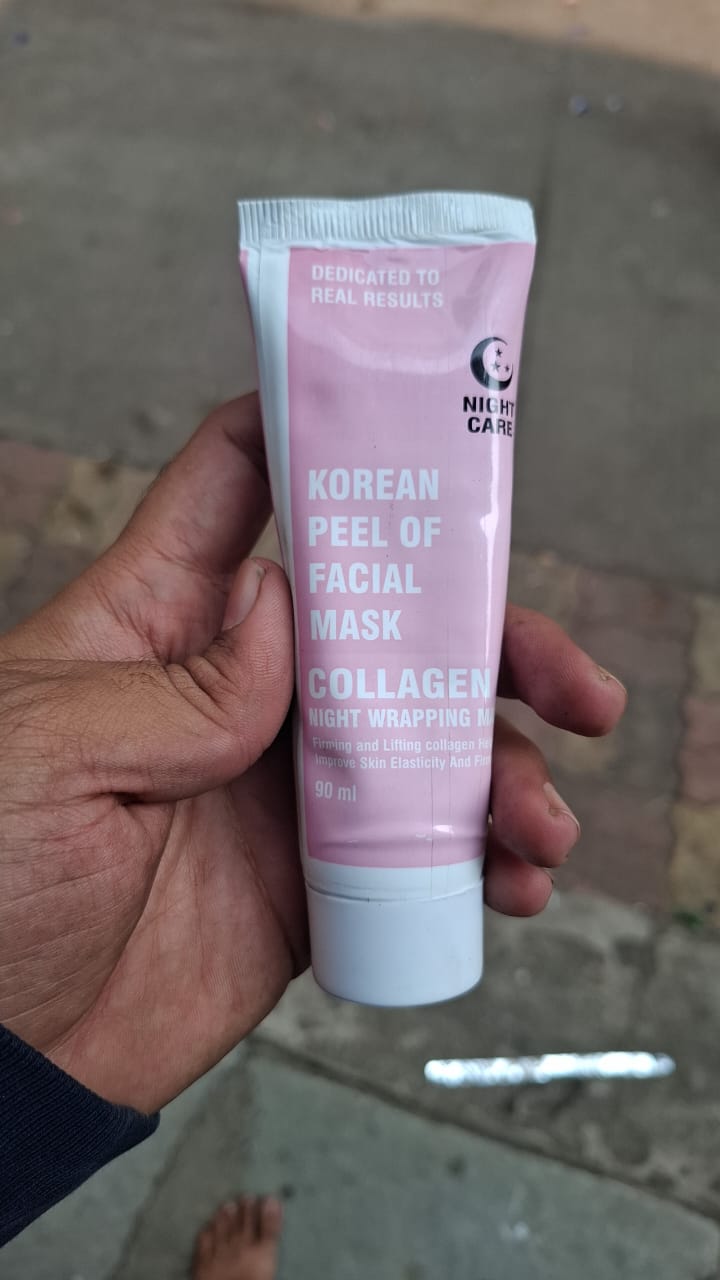 DEDICATED TO
REAL RESULTS
NIGHT
CARE
KOREAN
PEEL OF
FACIAL
MASK
COLLAGEN
NIGHT WRAPPING
Firming and Lifting collagen
Improve Skin Elasticity And
90 ml